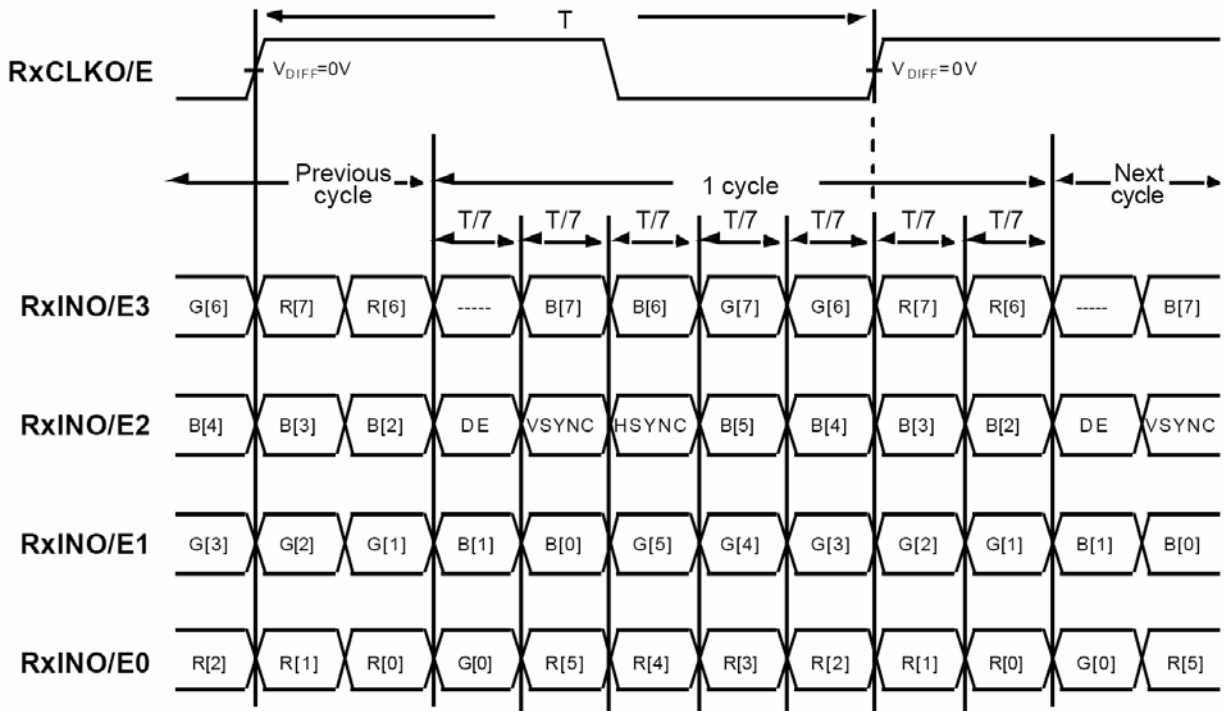 T
RxCLKO/E
VDIFF=0V VDIFF=0V
Previous cycle 1 cycle Next cycle
T/7 T/7 T/7 T/7 T/7 T/7 T/7
RxINO/E3 G[6] R[7] R[6] ----- B[7] B[6] G[7] G[6] R[7] R[6] ----- B[7]
RxINO/E2 B[4] B[3] B[2] DE VSYNC HSYNC B[5] B[4] B[3] B[2] DE VSYNC
RxINO/E1 G[3] G[2] G[1] B[1] B[0] G[5] G[4] G[3] G[2] G[1] B[1] B[0]
RxINO/E0 R[2] R[1] R[0] G[0] R[5] R[4] R[3] R[2] R[1] R[0] G[0] R[5]